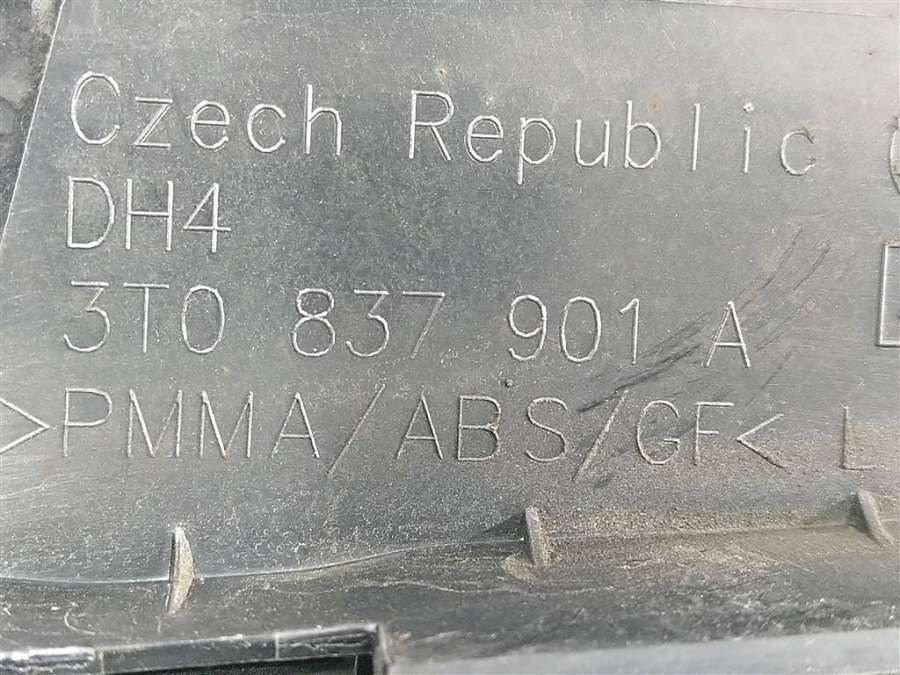 Czech Republic
DH4
3T0 837 901 A
>PMMA/ABS/GF< L